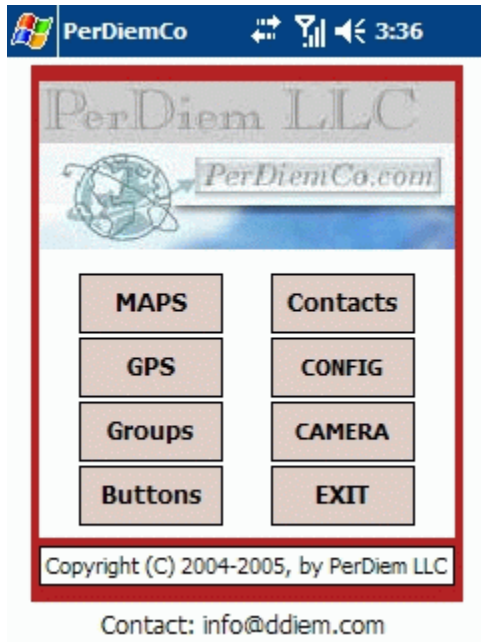 PerDiemCo 3:36
PerDiem LLC
PerDiemCo.com
MAPS Contacts
GPS CONFIG
Groups CAMERA
Buttons EXIT
Copyright (C) 2004-2005, by PerDiem LLC
Contact: info@ddiem.com